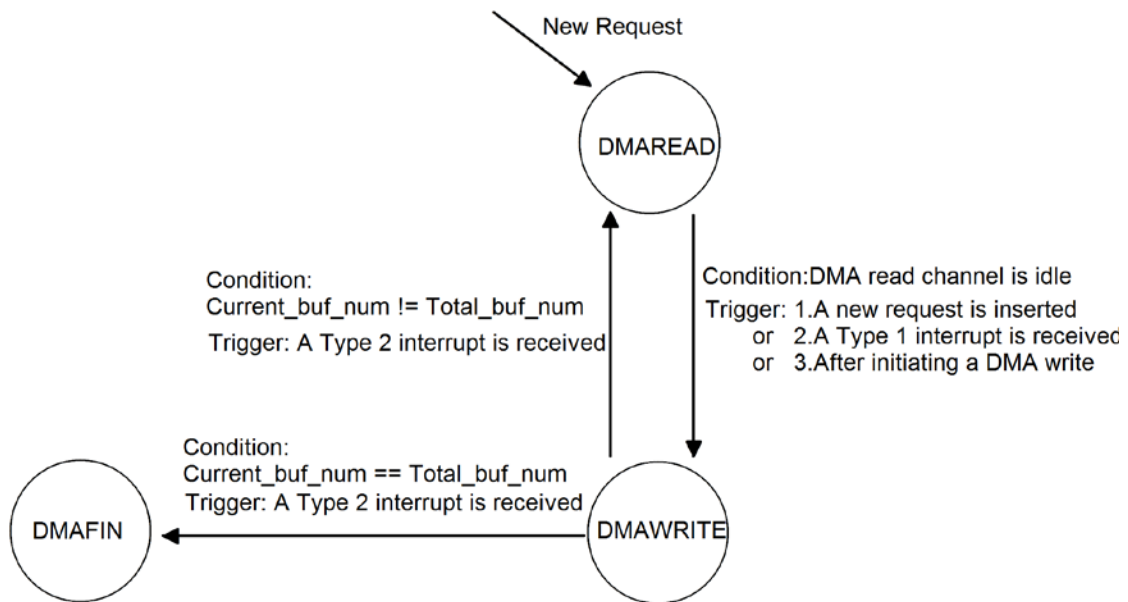 New Request
DMAREAD
Condition:
Current_buf_num != Total_buf_num
Trigger: A Type 2 interrupt is received
Condition:DMA read channel is idle
Trigger: 1.A new request is inserted
or 2.A Type 1 interrupt is received
or 3.After initiating a DMA write
Condition:
Current_buf_num == Total_buf_num
Trigger: A Type 2 interrupt is received
DMAFIN
DMAWRITE